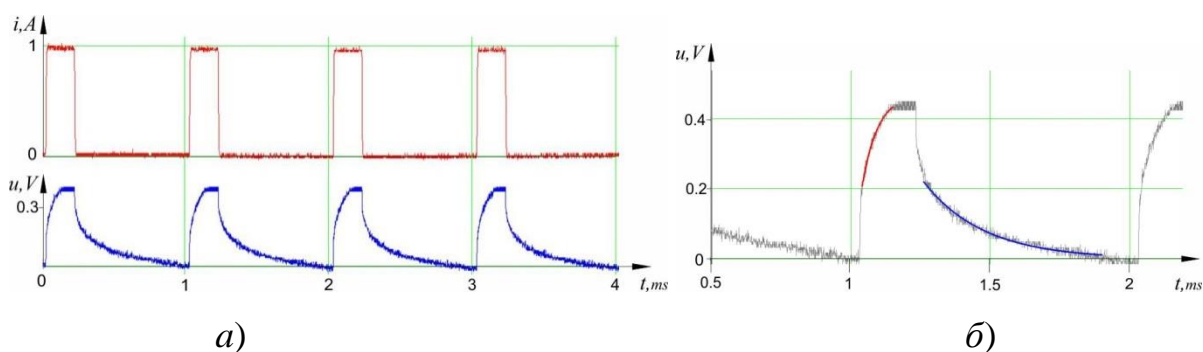 i,A
1
0
u,V
0.3
0 1 2 3 4
t,ms
а)
u,V
0.4
0.2
0
0.5 1 1.5 2
t,ms
б)